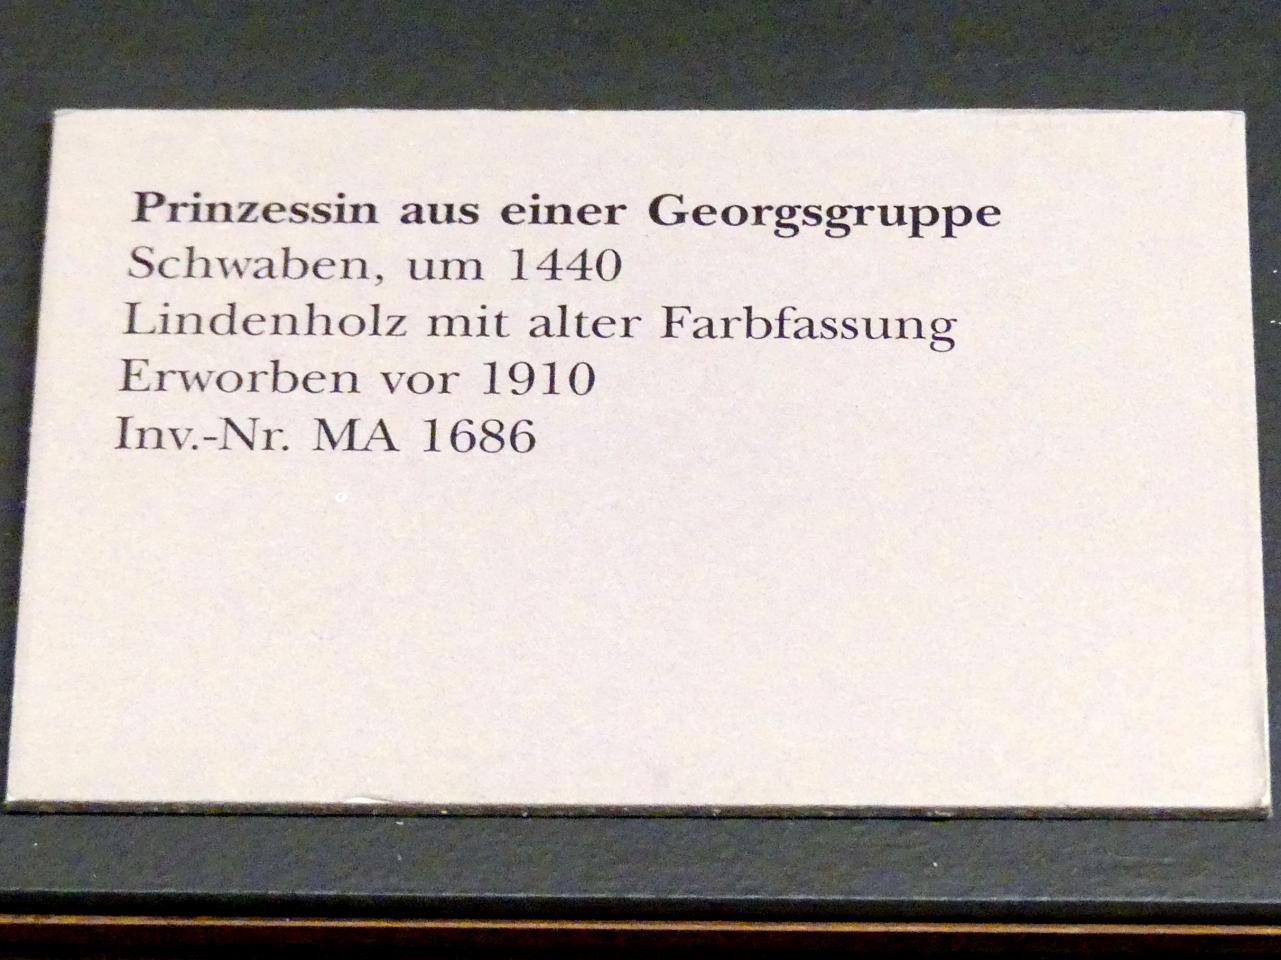 Prinzessin aus einer Georgsgruppe
Schwaben, um 1440
Lindenholz mit alter Farbfassung
Erworben vor 1910
Inv.-Nr. MA 1686